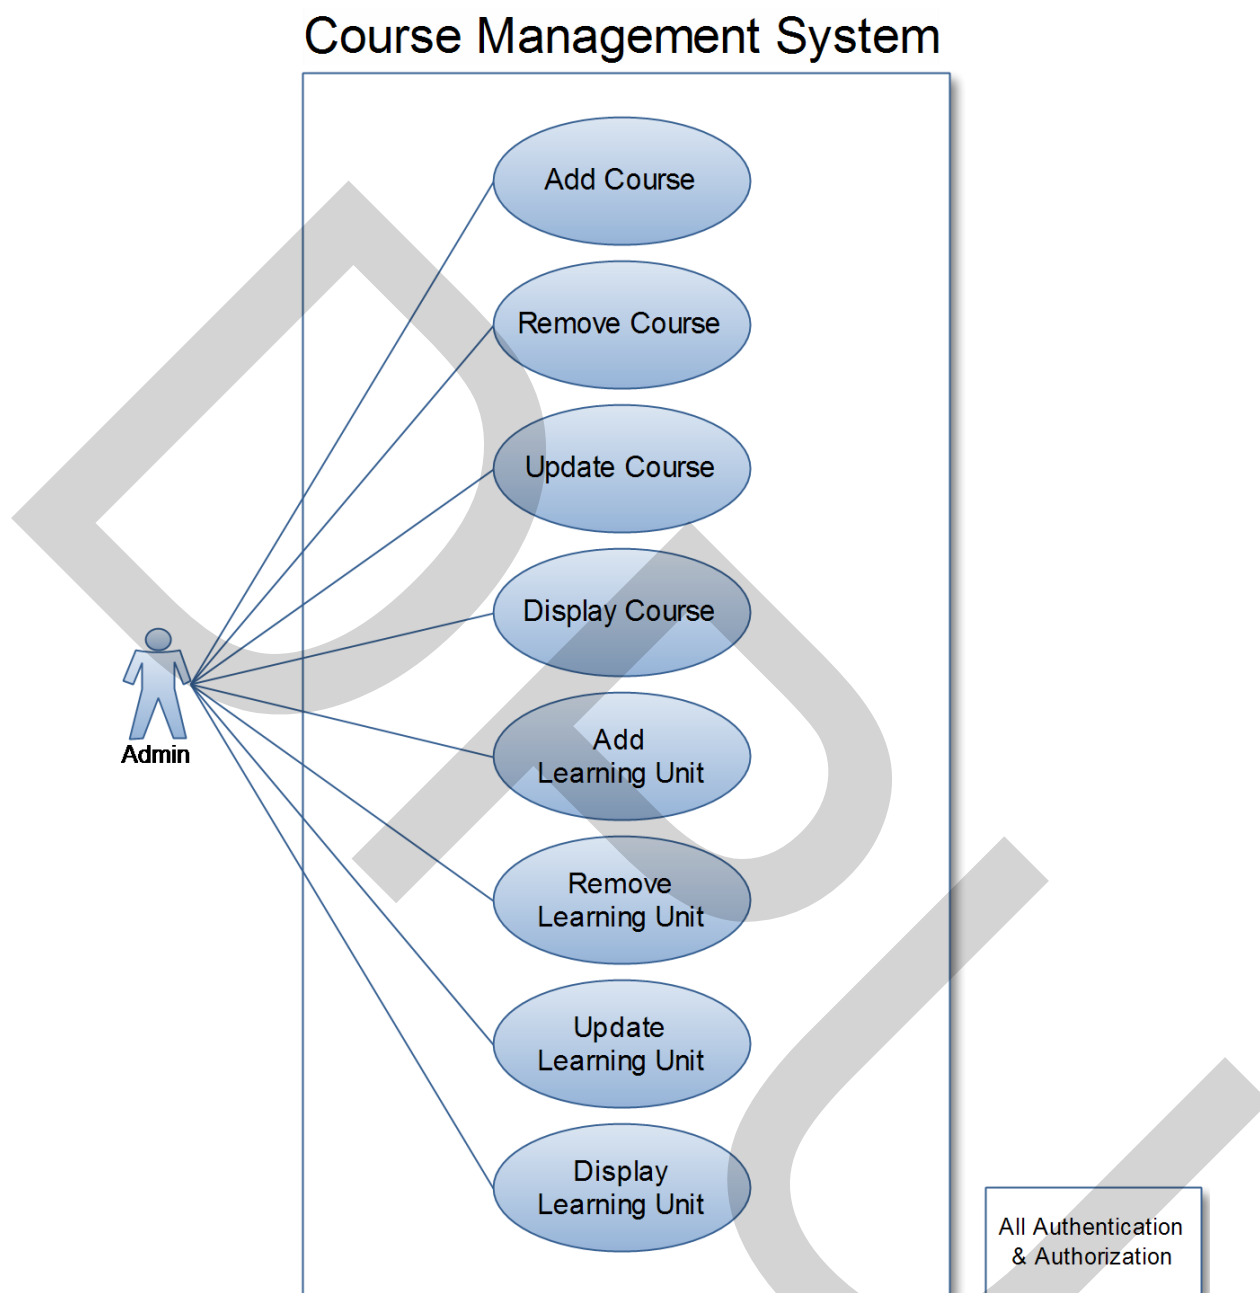 Course Management System
Add Course
Remove Course
Update Course
Display Course
Admin
Add
Learning Unit
Remove
Learning Unit
Update
Learning Unit
Display
Learning Unit
All Authentication
& Authorization